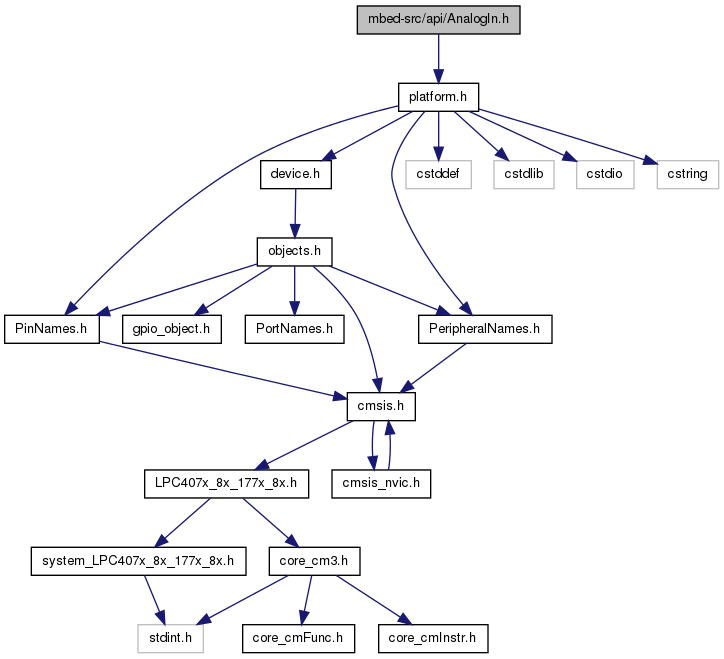 mbed-src/api/AnalogIn.h
platform.h
device.h
cstddef
cstdlib
cstdio
cstring
objects.h
PinNames.h
gpio_object.h
PortNames.h
PeripheralNames.h
cmsis.h
LPC407x_8x_177x_8x.h
cmsis_nvic.h
system_LPC407x_8x_177x_8x.h
core_cm3.h
stdint.h
core_cmFunc.h
core_cmInstr.h